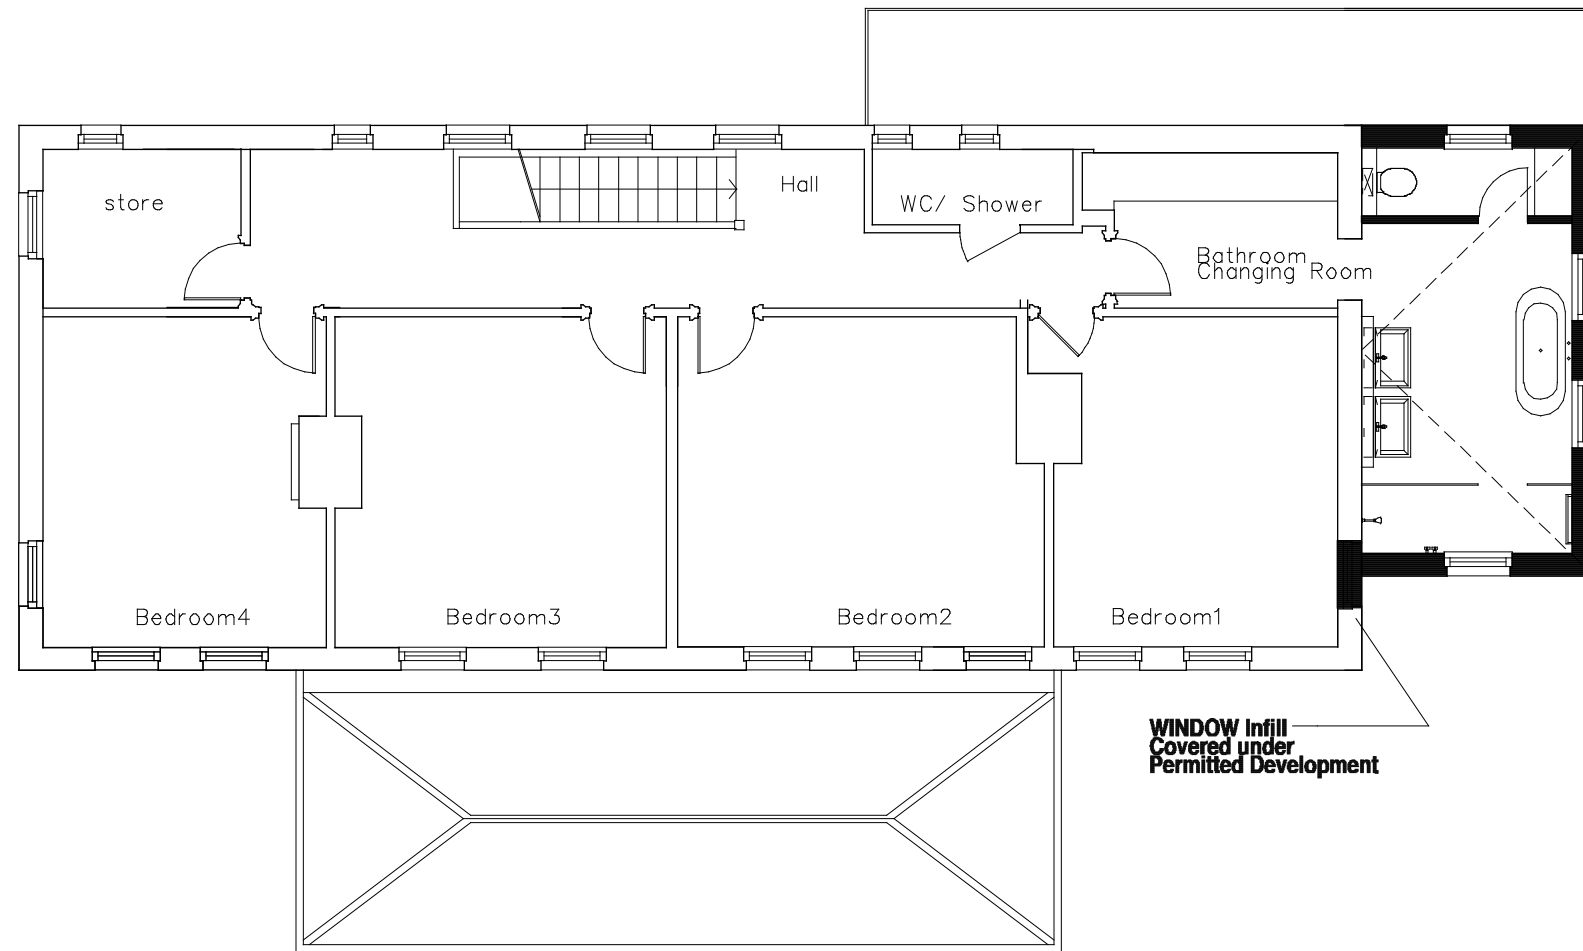 Hall
store
WC/ Shower
Bathroom
Changing Room
Bedroom4
Bedroom3
Bedroom2
Bedroom1
WINDOW Infill
Covered under
Permitted Development